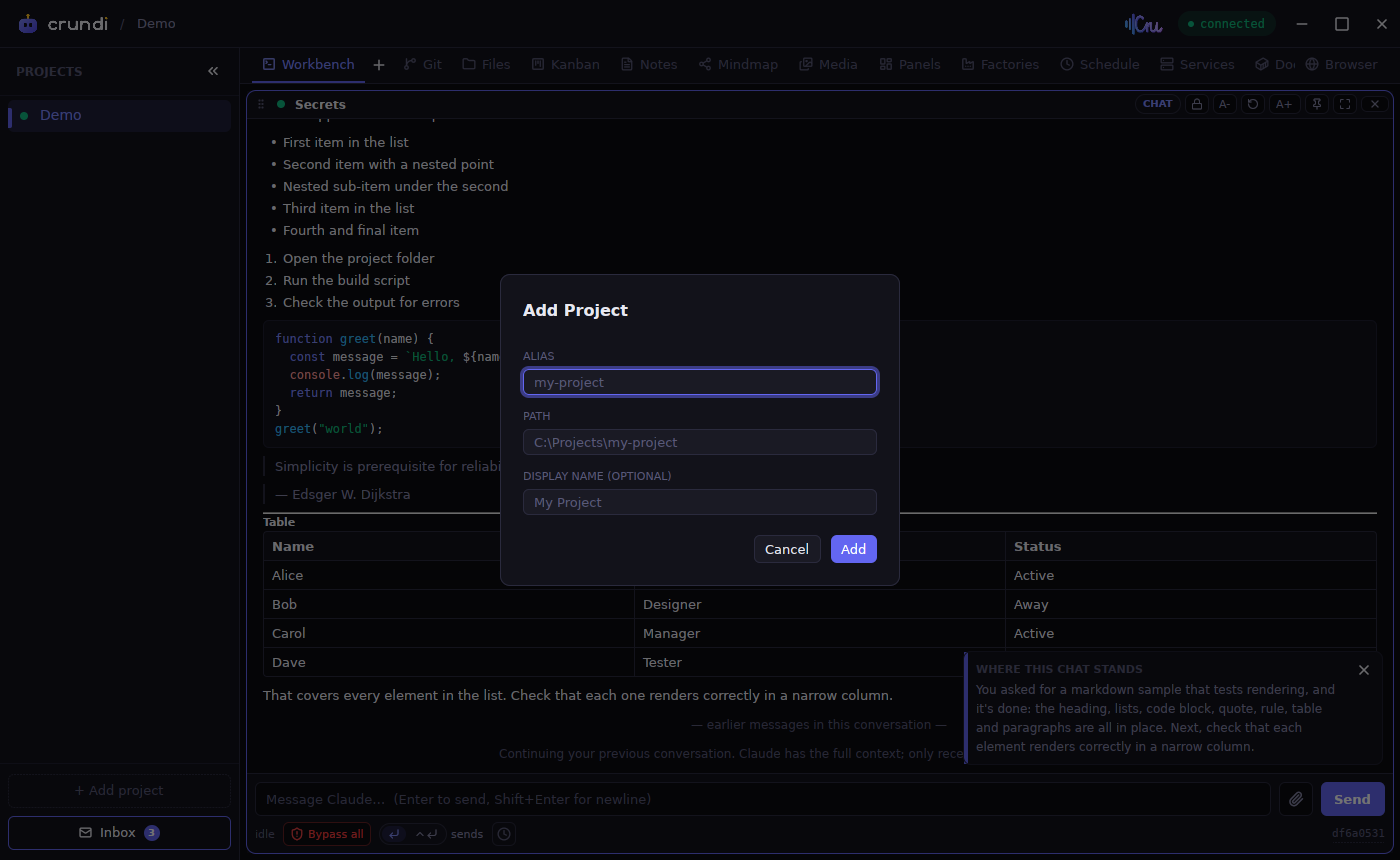 crundi / Demo
Cru
connected
PROJECTS
Workbench
Git
Files
Kanban
Notes
Mindmap
Media
Panels
Factories
Schedule
Services
Browser
Demo
Secrets
CHAT
A-
A+
• First item in the list
• Second item with a nested point
• Nested sub-item under the second
• Third item in the list
• Fourth and final item
1. Open the project folder
2. Run the build script
3. Check the output for errors
function greet(name) {
const message = `Hello, ${nam
console.log(message);
return message;
}
greet("world");
Simplicity is prerequisite for reliabi
— Edsger W. Dijkstra
Table
Name Status
Alice Active
Bob Designer Away
Carol Manager Active
Dave Tester
That covers every element in the list. Check that each one renders correctly in a narrow column.
— earlier messages in this conversation —
Continuing your previous conversation. Claude has the full context; only rece
Add Project
ALIAS
my-project
PATH
C:\Projects\my-project
DISPLAY NAME (OPTIONAL)
My Project
Cancel
Add
WHERE THIS CHAT STANDS
You asked for a markdown sample that tests rendering, and
it's done: the heading, lists, code block, quote, rule, table
and paragraphs are all in place. Next, check that each
element renders correctly in a narrow column.
+ Add project
Inbox 3
Message Claude... (Enter to send, Shift+Enter for newline)
Send
idle
Bypass all
sends
df6a0531